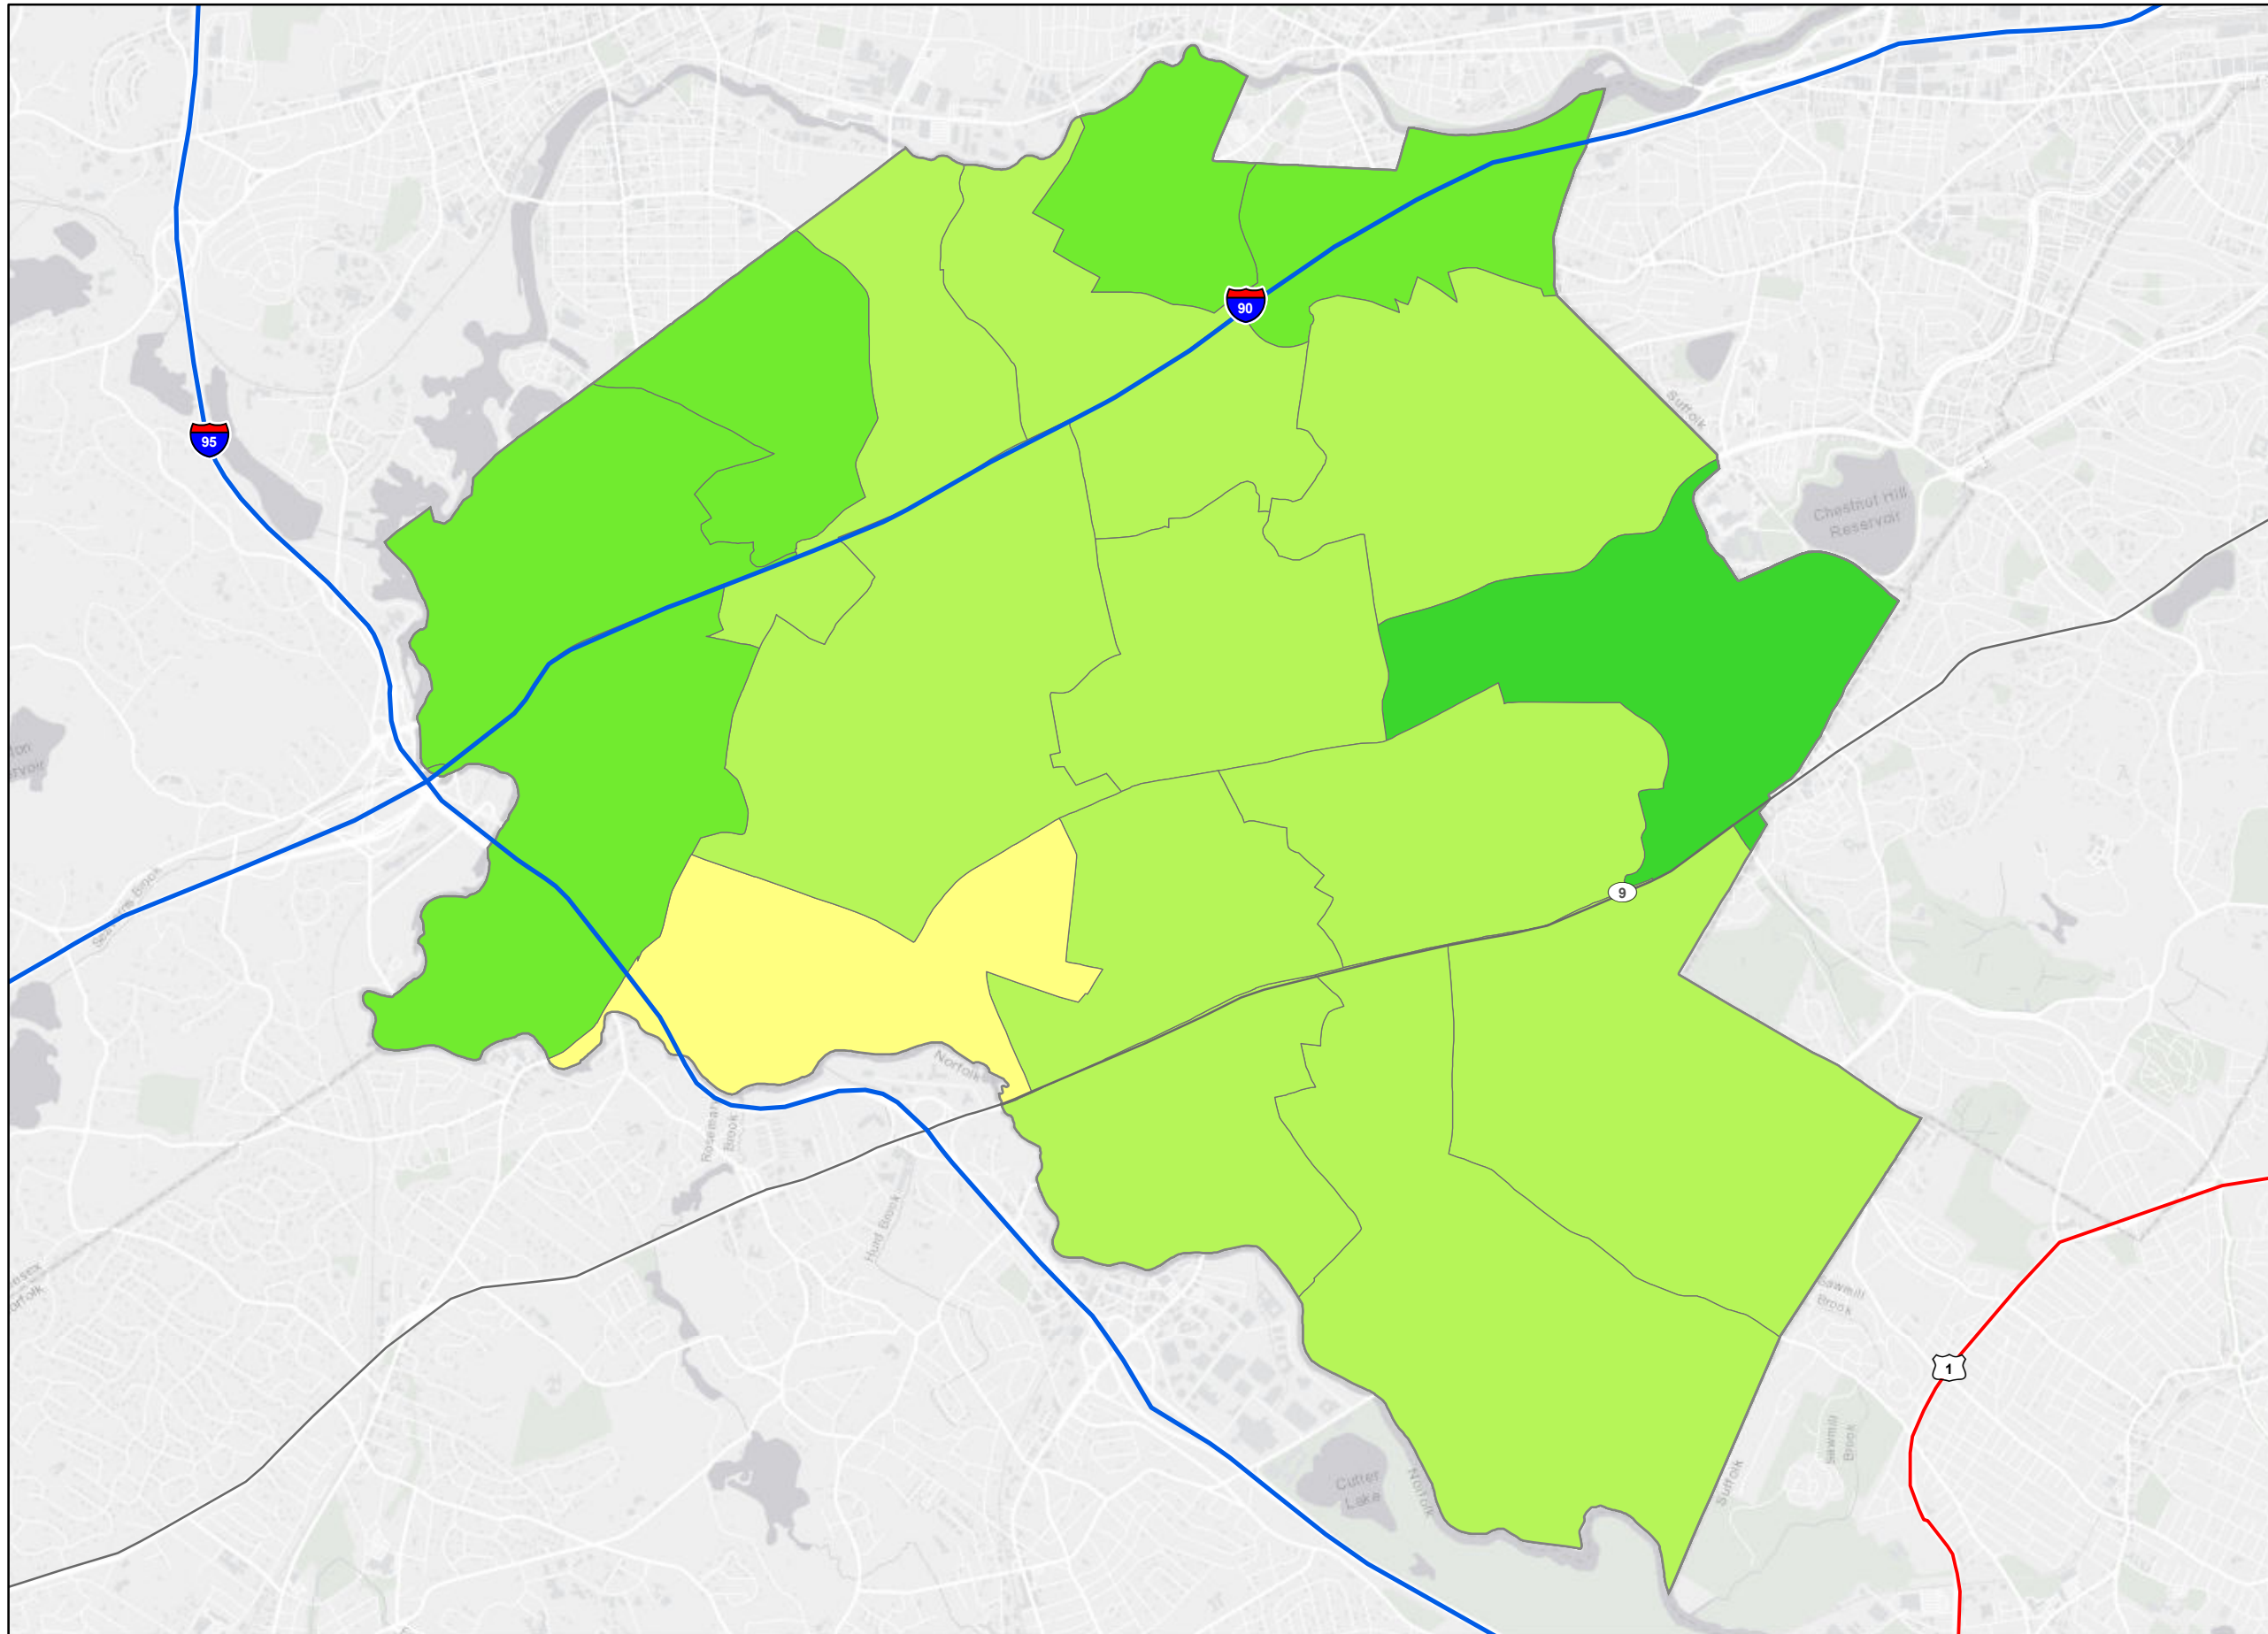 90
Suffolk
95
Chestnut Hill
Reservoir
9
Norfolk
Rosemary
Brook
Hurd Brook
Sawmill
Brook
1
Cutter
Lake
Norfolk
Suffolk
Sawmill
Brook